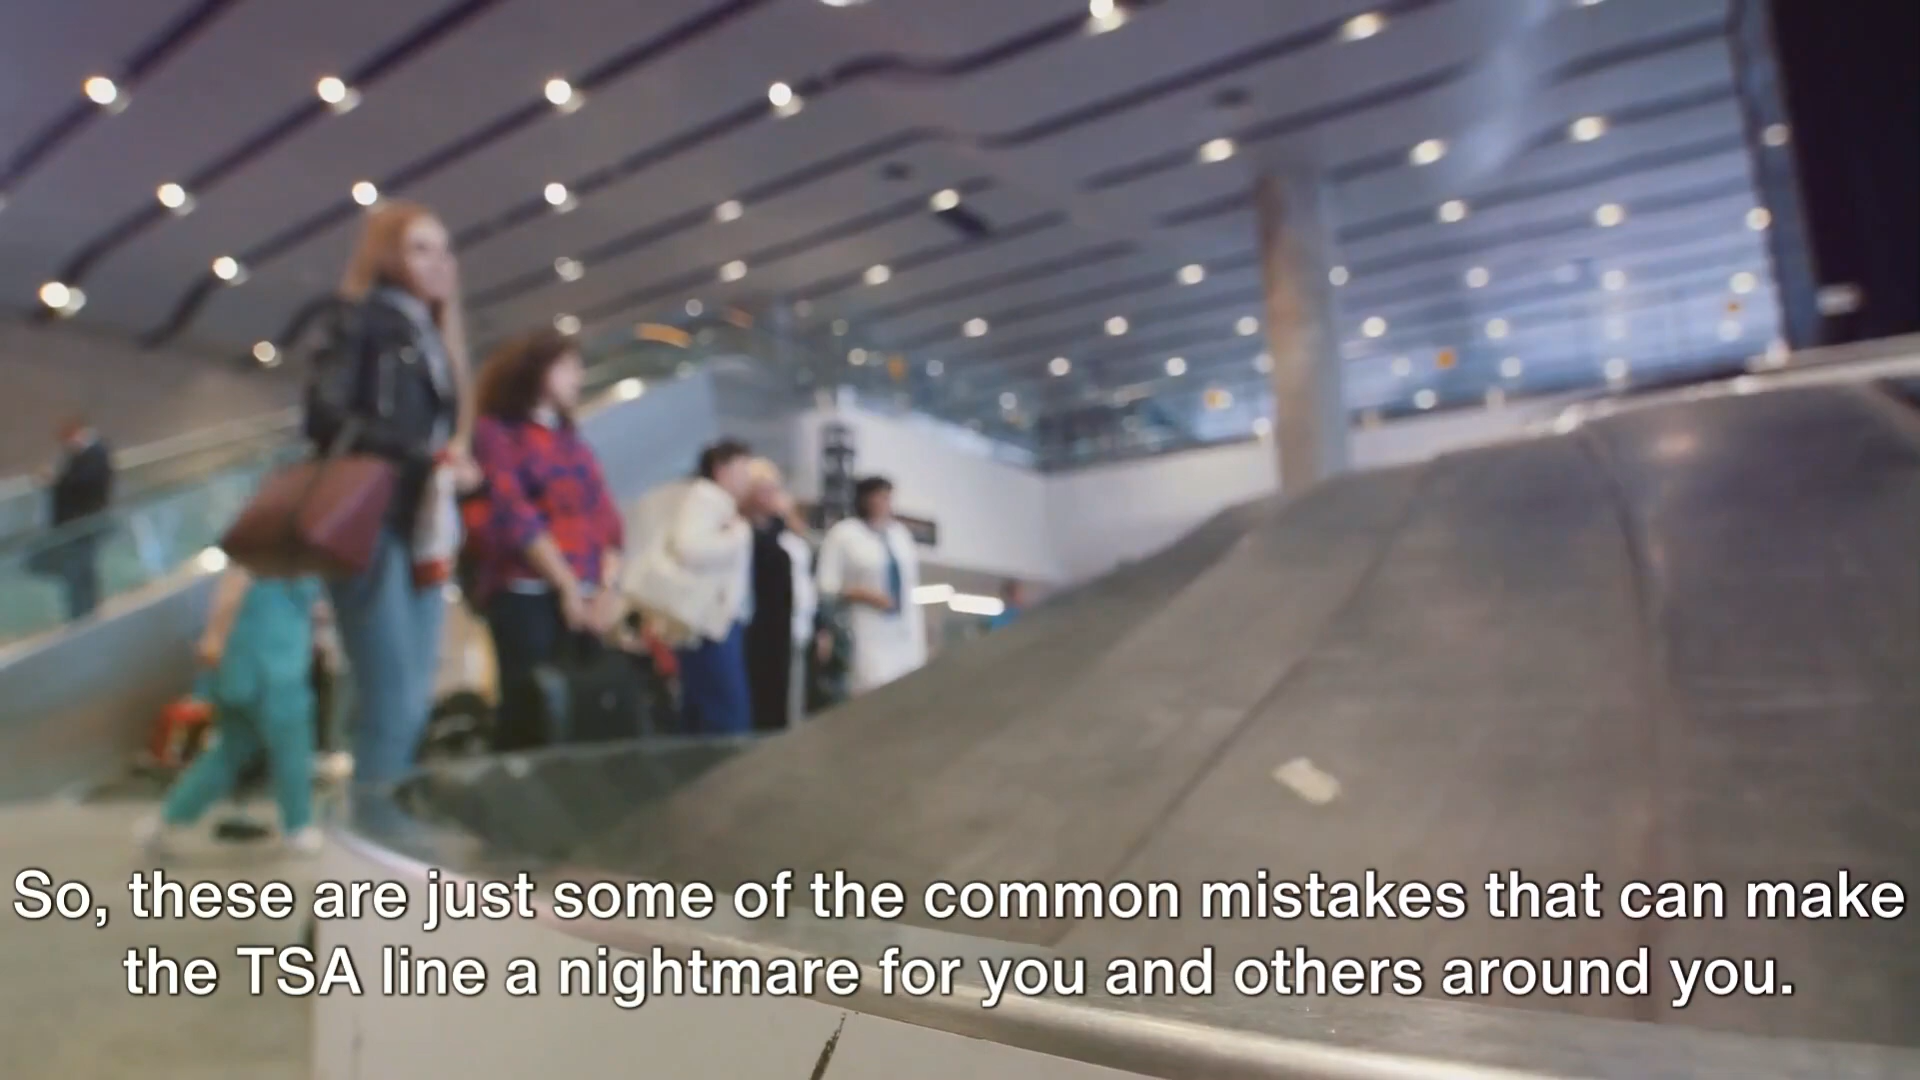 So, these are just some of the common mistakes that can make
the TSA line a nightmare for you and others around you.